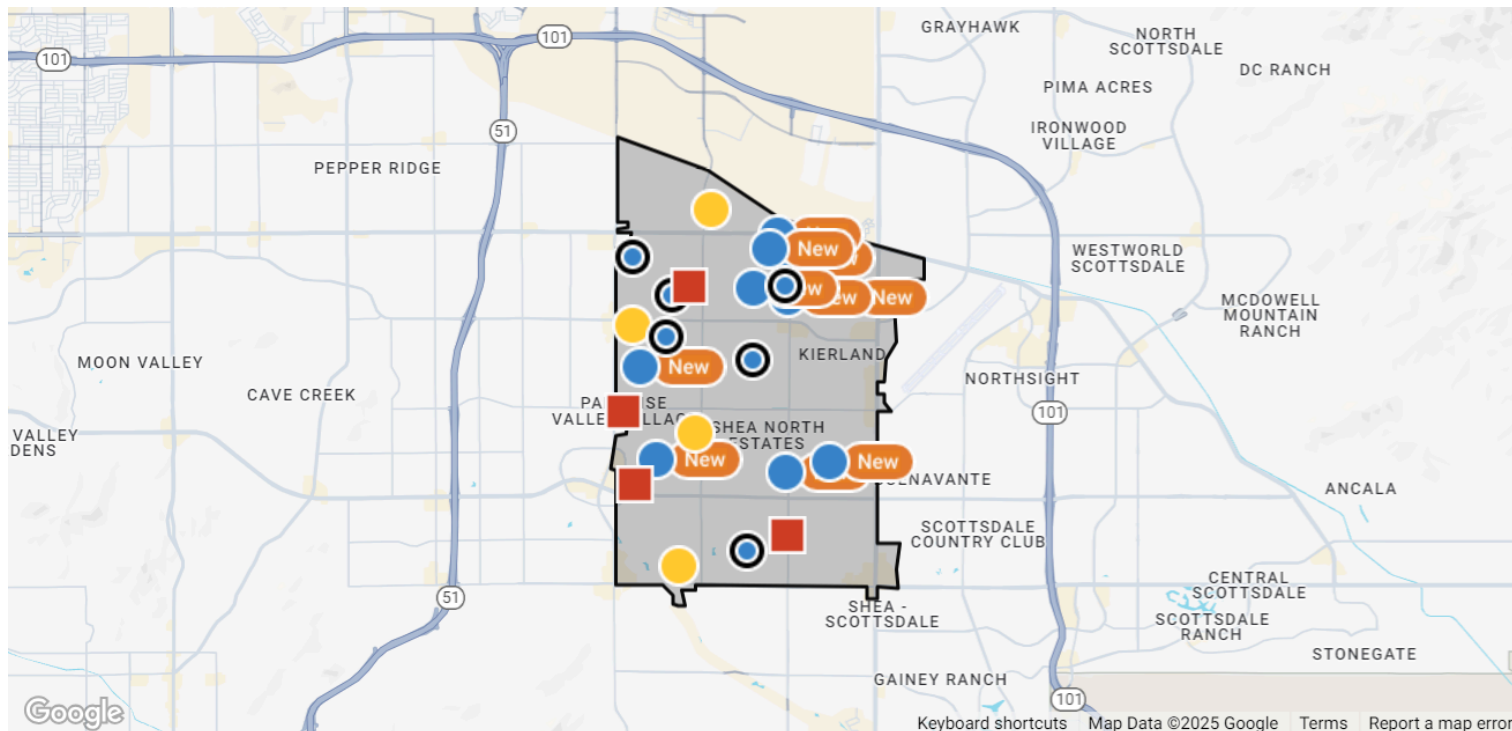 GRAYHAWK
NORTH
SCOTTSDALE
101
101
DC RANCH
PIMA ACRES
51
IRONWOOD
VILLAGE
PEPPER RIDGE
New
New
WESTWORLD
SCOTTSDALE
New
New
MCDOWELL
MOUNTAIN
RANCH
KIERLAND
MOON VALLEY
New
NORTHSIGHT
CAVE CREEK
101
SHEA NORTH
ESTATES
VALLEY
New
New
ANCALA
SCOTTSDALE
COUNTRY CLUB
CENTRAL
SCOTTSDALE
51
SHEA -
SCOTTSDALE
SCOTTSDALE
RANCH
STONEGATE
GAINEY RANCH
101
Google
Keyboard shortcuts Map Data ©2025 Google Terms Report a map error